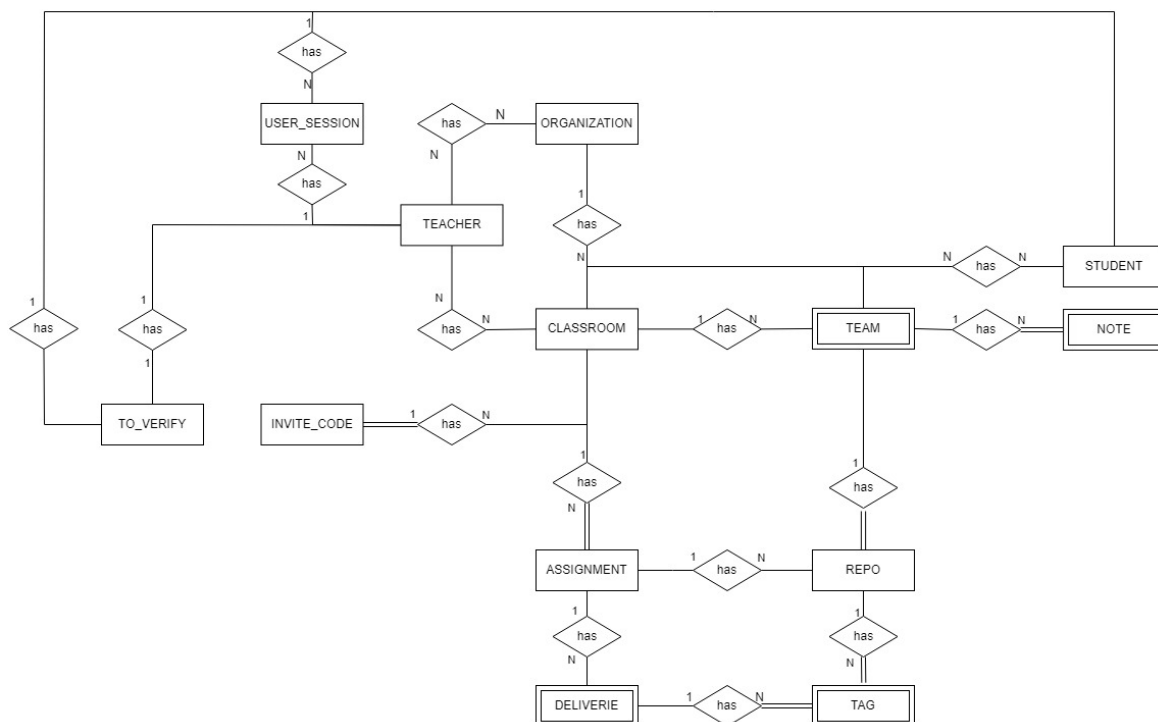 1
has
N
USER_SESSION
N
has
1
has
N
N
ORGANIZATION
1
has
N
TEACHER
N
has
N
STUDENT
1
has
1
has
1
N
has
N
CLASSROOM
1
has
N
TEAM
1
has
N
NOTE
TO_VERIFY
INVITE_CODE
1
has
N
1
has
N
1
has
ASSIGNMENT
1
has
N
REPO
1
has
N
1
has
N
DELIVERIE
1
has
N
TAG